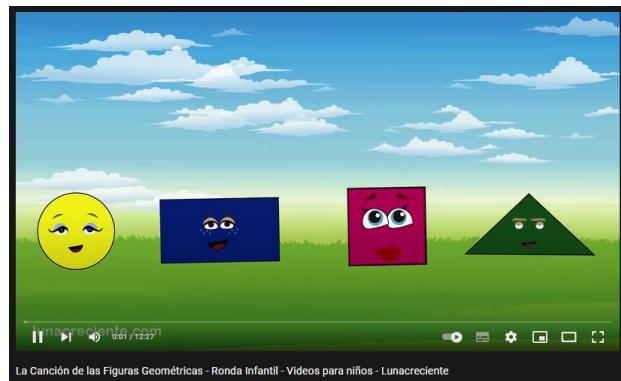 lunacreciente.com
0:01 / 12:27
La Canción de las Figuras Geométricas - Ronda Infantil - Videos para niños - Lunacreciente